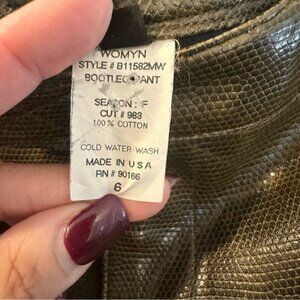 WOMYN
STYLE # B11582MW
BOOTLEG PANT
SEASON : F
CUT # 983
100% COTTON
COLD WATER WASH
MADE IN U S A
RN # 90166
6